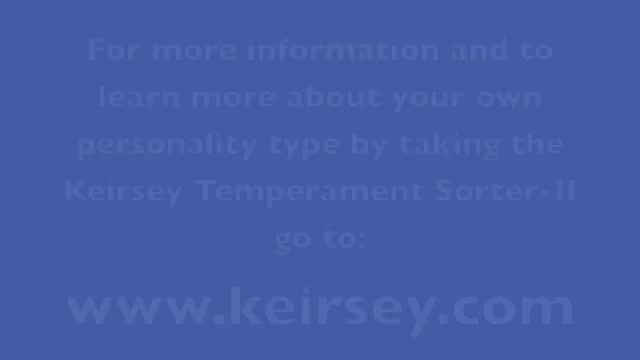 For more information and to
learn more about your own
personality type by taking the
Keirsey Temperament Sorter-II
go to:
www.keirsey.com